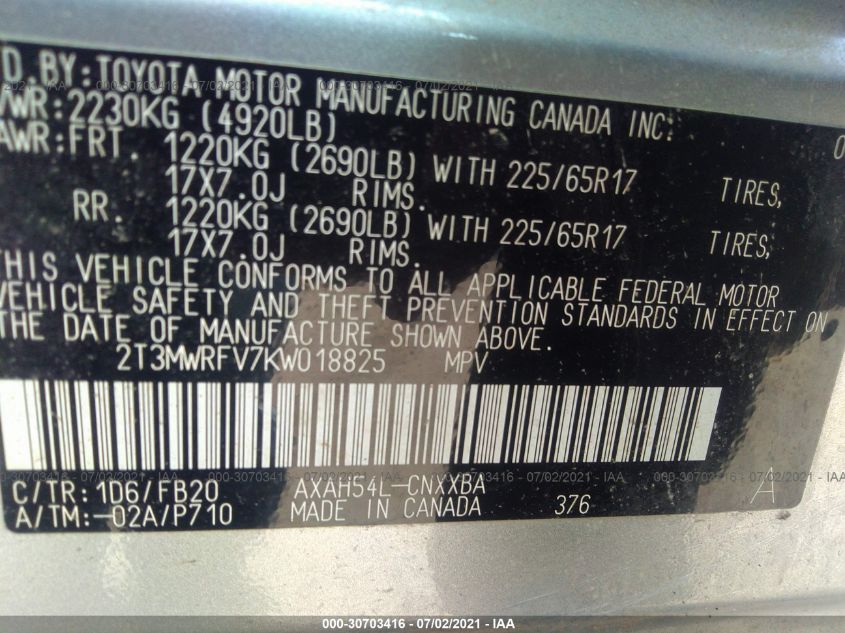 D. BY: TOYOTA MOTOR MANUFACTURING CANADA INC:
VWR: 2230KG (4920LB)
AWR: FRT. 1220KG (2690LB) WITH 225/65R17 TIRES,
17X7.0J RIMS.
RR. 1220KG (2690LB) WITH 225/65R17 TIRES,
17X7.0J RIMS.
THIS VEHICLE CONFORMS TO ALL APPLICABLE FEDERAL MOTOR
VEHICLE SAFETY AND THEFT PREVENTION STANDARDS IN EFFECT ON
THE DATE OF MANUFACTURE SHOWN ABOVE.
2T3MWRFV7KW018825 MPV
C/TR: 1D6/FB20 AXAH54L-CNXXBA A
A/TM: -02A/P710 MADE IN CANADA 376
000-30703416 - 07/02/2021 - © IAA, LLC